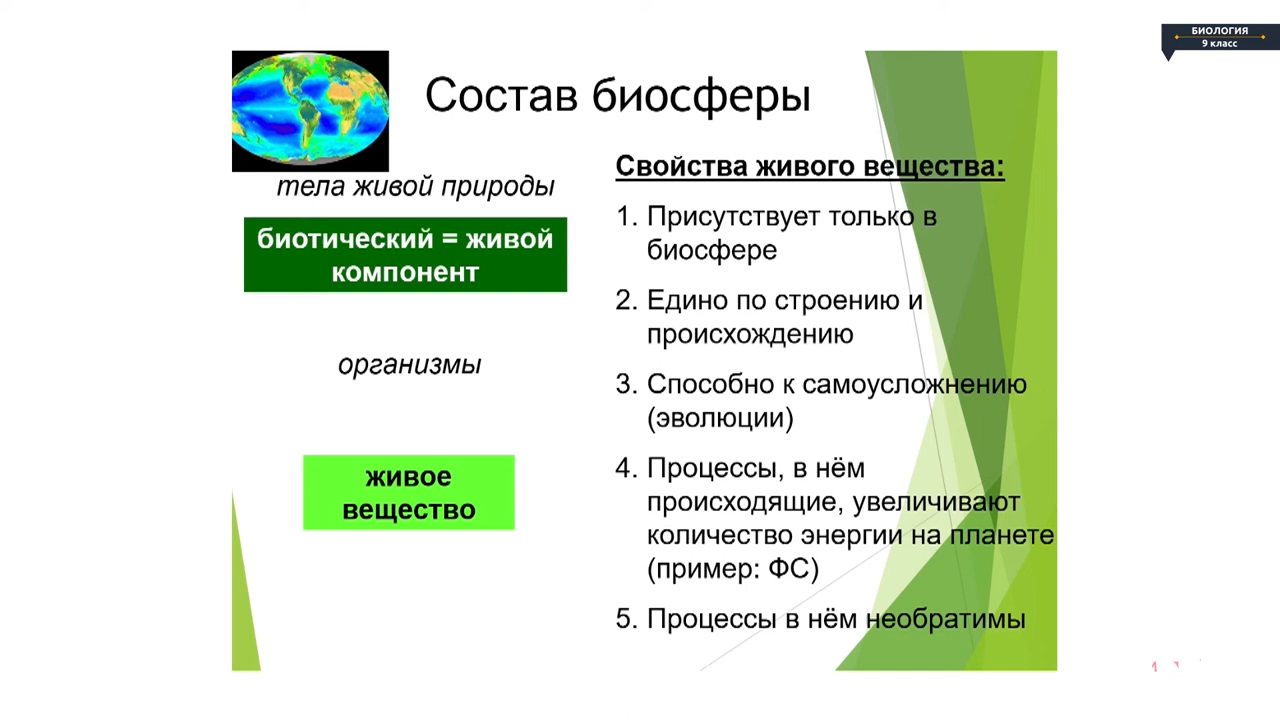 БИОЛОГИЯ
9 класс
Состав биосферы
тела живой природы
биотический = живой
компонент
организмы
живое
вещество
Свойства живого вещества:
1. Присутствует только в
биосфере
2. Едино по строению и
происхождению
3. Способно к самоусложнению
(эволюции)
4. Процессы, в нём
происходящие, увеличивают
количество энергии на планете
(пример: ФС)
5. Процессы в нём необратимы